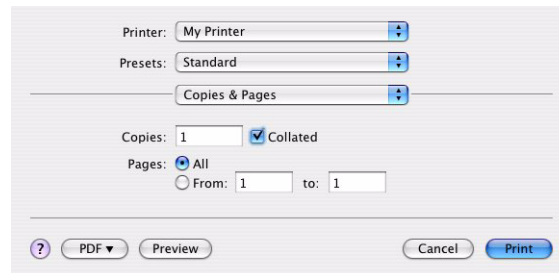 Printer: My Printer
Presets: Standard
Copies & Pages
Copies: 1 Collated
Pages: All
From: 1 to: 1
? PDF ▼ Preview Cancel Print